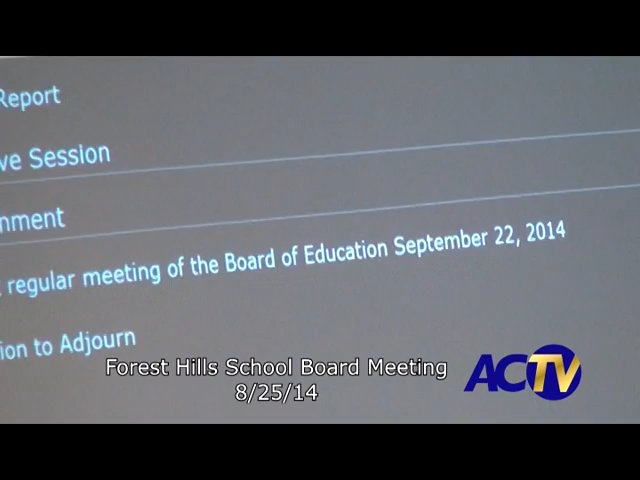 Report
ve Session
nment
regular meeting of the Board of Education September 22, 2014
ion to Adjourn
Forest Hills School Board Meeting
8/25/14
ACTV